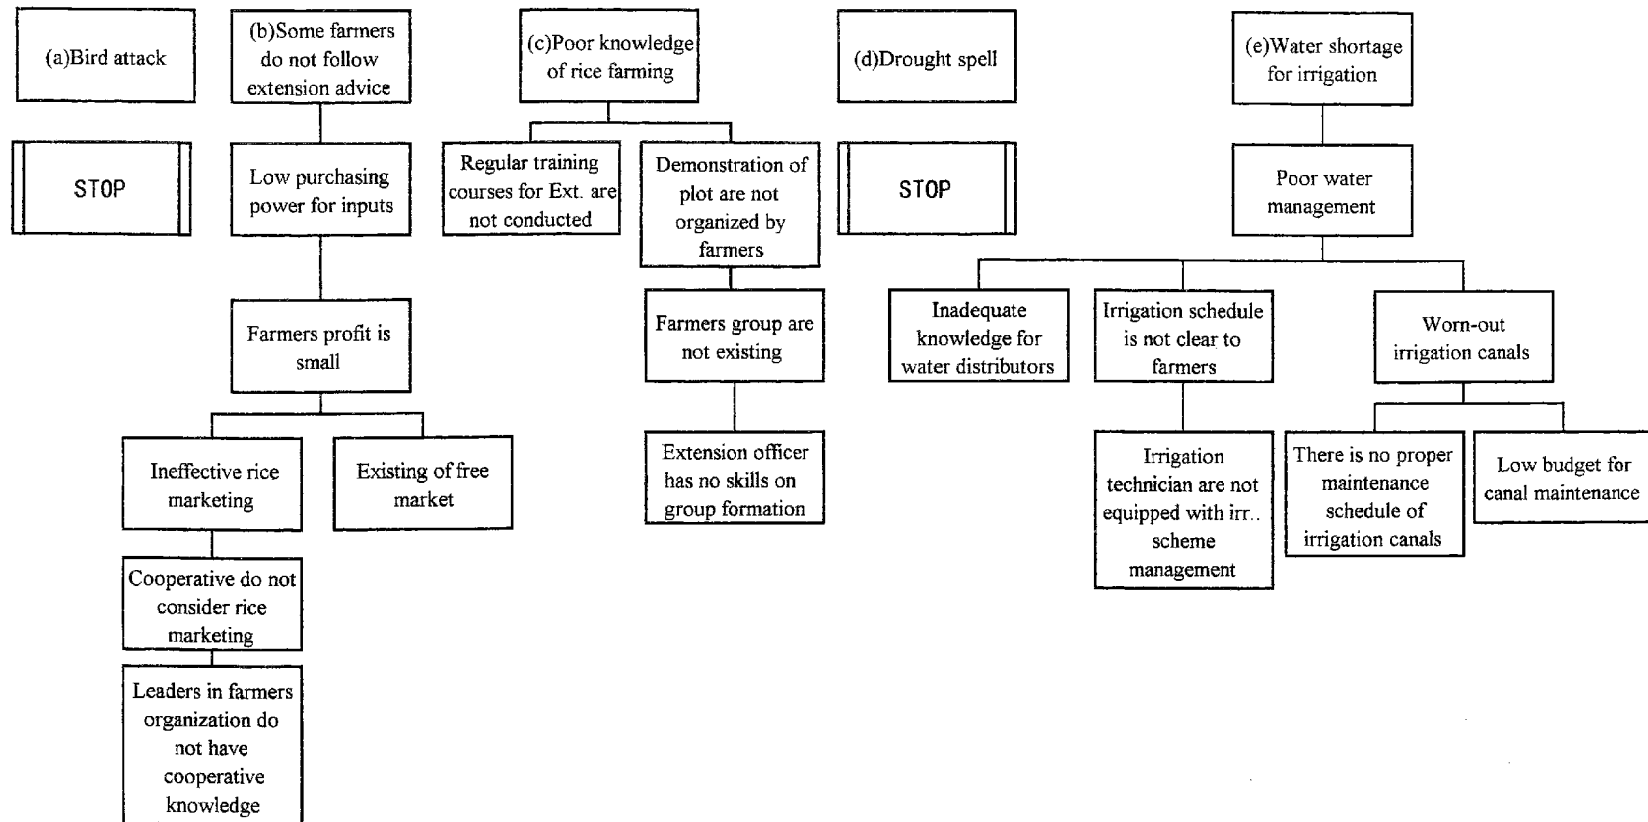 (a)Bird attack
(b)Some farmers
do not follow
extension advice
(c)Poor knowledge
of rice farming
(d)Drought spell
(e)Water shortage
for irrigation
STOP
Low purchasing
power for inputs
Regular training
courses for Ext. are
not conducted
Demonstration of
plot are not
organized by
farmers
STOP
Poor water
management
Farmers profit is
small
Farmers group are
not existing
Inadequate
knowledge for
water distributors
Irrigation schedule
is not clear to
farmers
Worn-out
irrigation canals
Ineffective rice
marketing
Existing of free
market
Extension officer
has no skills on
group formation
Irrigation
technician are not
equipped with irr..
scheme
management
There is no proper
maintenance
schedule of
irrigation canals
Low budget for
canal maintenance
Cooperative do not
consider rice
marketing
Leaders in farmers
organization do
not have
cooperative
knowledge